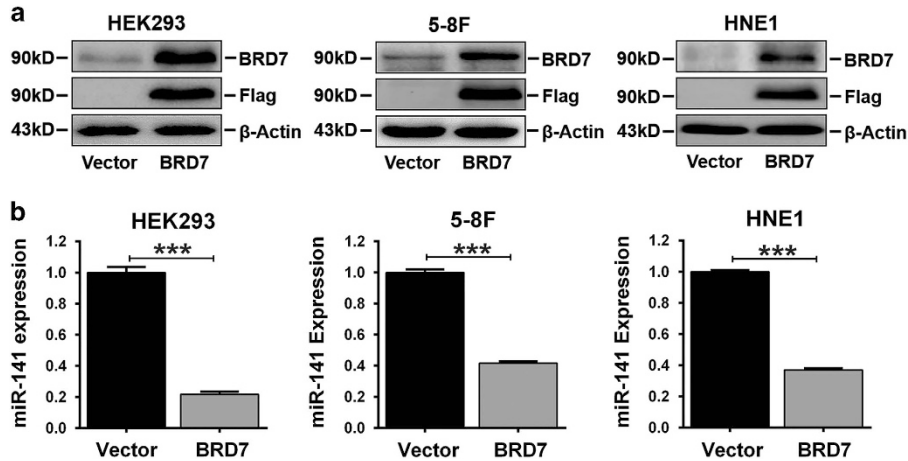 a
HEK293
5-8F
HNE1
90kD BRD7 90kD BRD7 90kD BRD7
90kD Flag 90kD Flag 90kD Flag
43kD β-Actin 43kD β-Actin 43kD β-Actin
Vector BRD7 Vector BRD7 Vector BRD7
b
HEK293
miR-141 expression
1.2
1.0
0.8
0.6
0.4
0.2
0.0
***
Vector BRD7
5-8F
miR-141 Expression
1.2
1.0
0.8
0.6
0.4
0.2
0.0
***
Vector BRD7
HNE1
miR-141 Expression
1.2
1.0
0.8
0.6
0.4
0.2
0.0
***
Vector BRD7